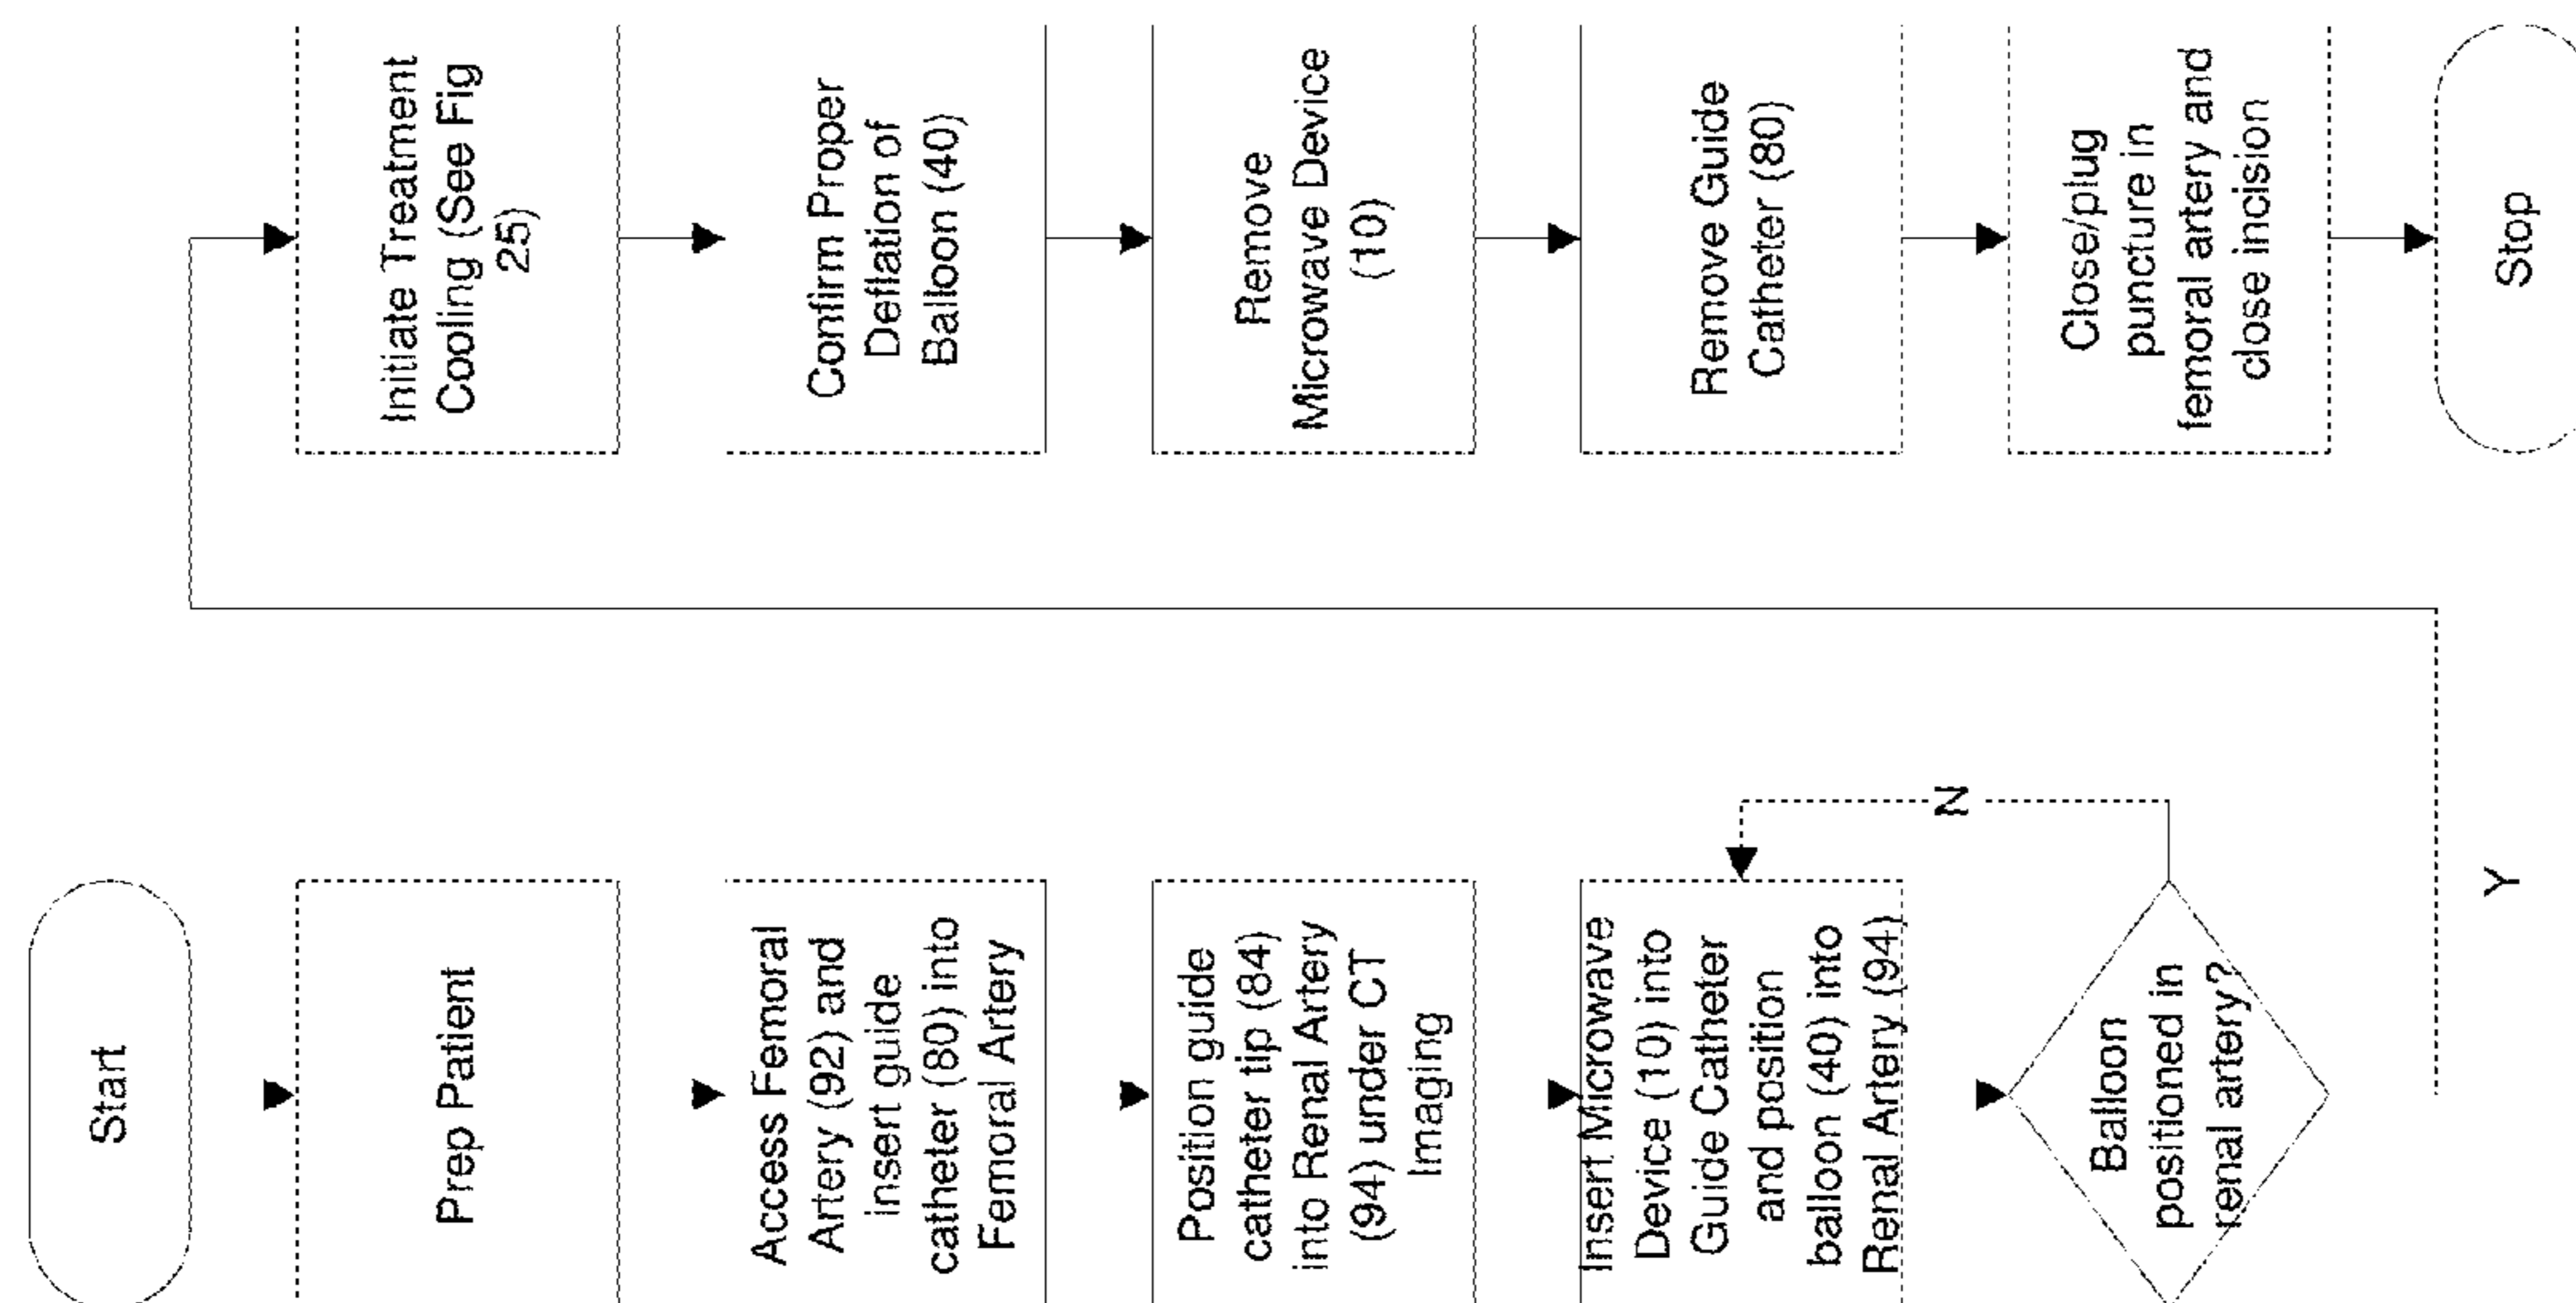 Start
Prep Patient
Access Femoral
Artery (92) and
insert guide
catheter (80) into
Femoral Artery
Position guide
catheter tip (84)
into Renal Artery
(94) under CT
Imaging
Insert Microwave
Device (10) into
Guide Catheter
and position
balloon (40) into
Renal Artery (94)
Balloon
positioned in
renal artery?
N
Y
Initiate Treatment
Cooling (See Fig
25)
Confirm Proper
Deflation of
Balloon (40)
Remove
Microwave Device
(10)
Remove Guide
Catheter (80)
Close/plug
puncture in
femoral artery and
close incision
Stop